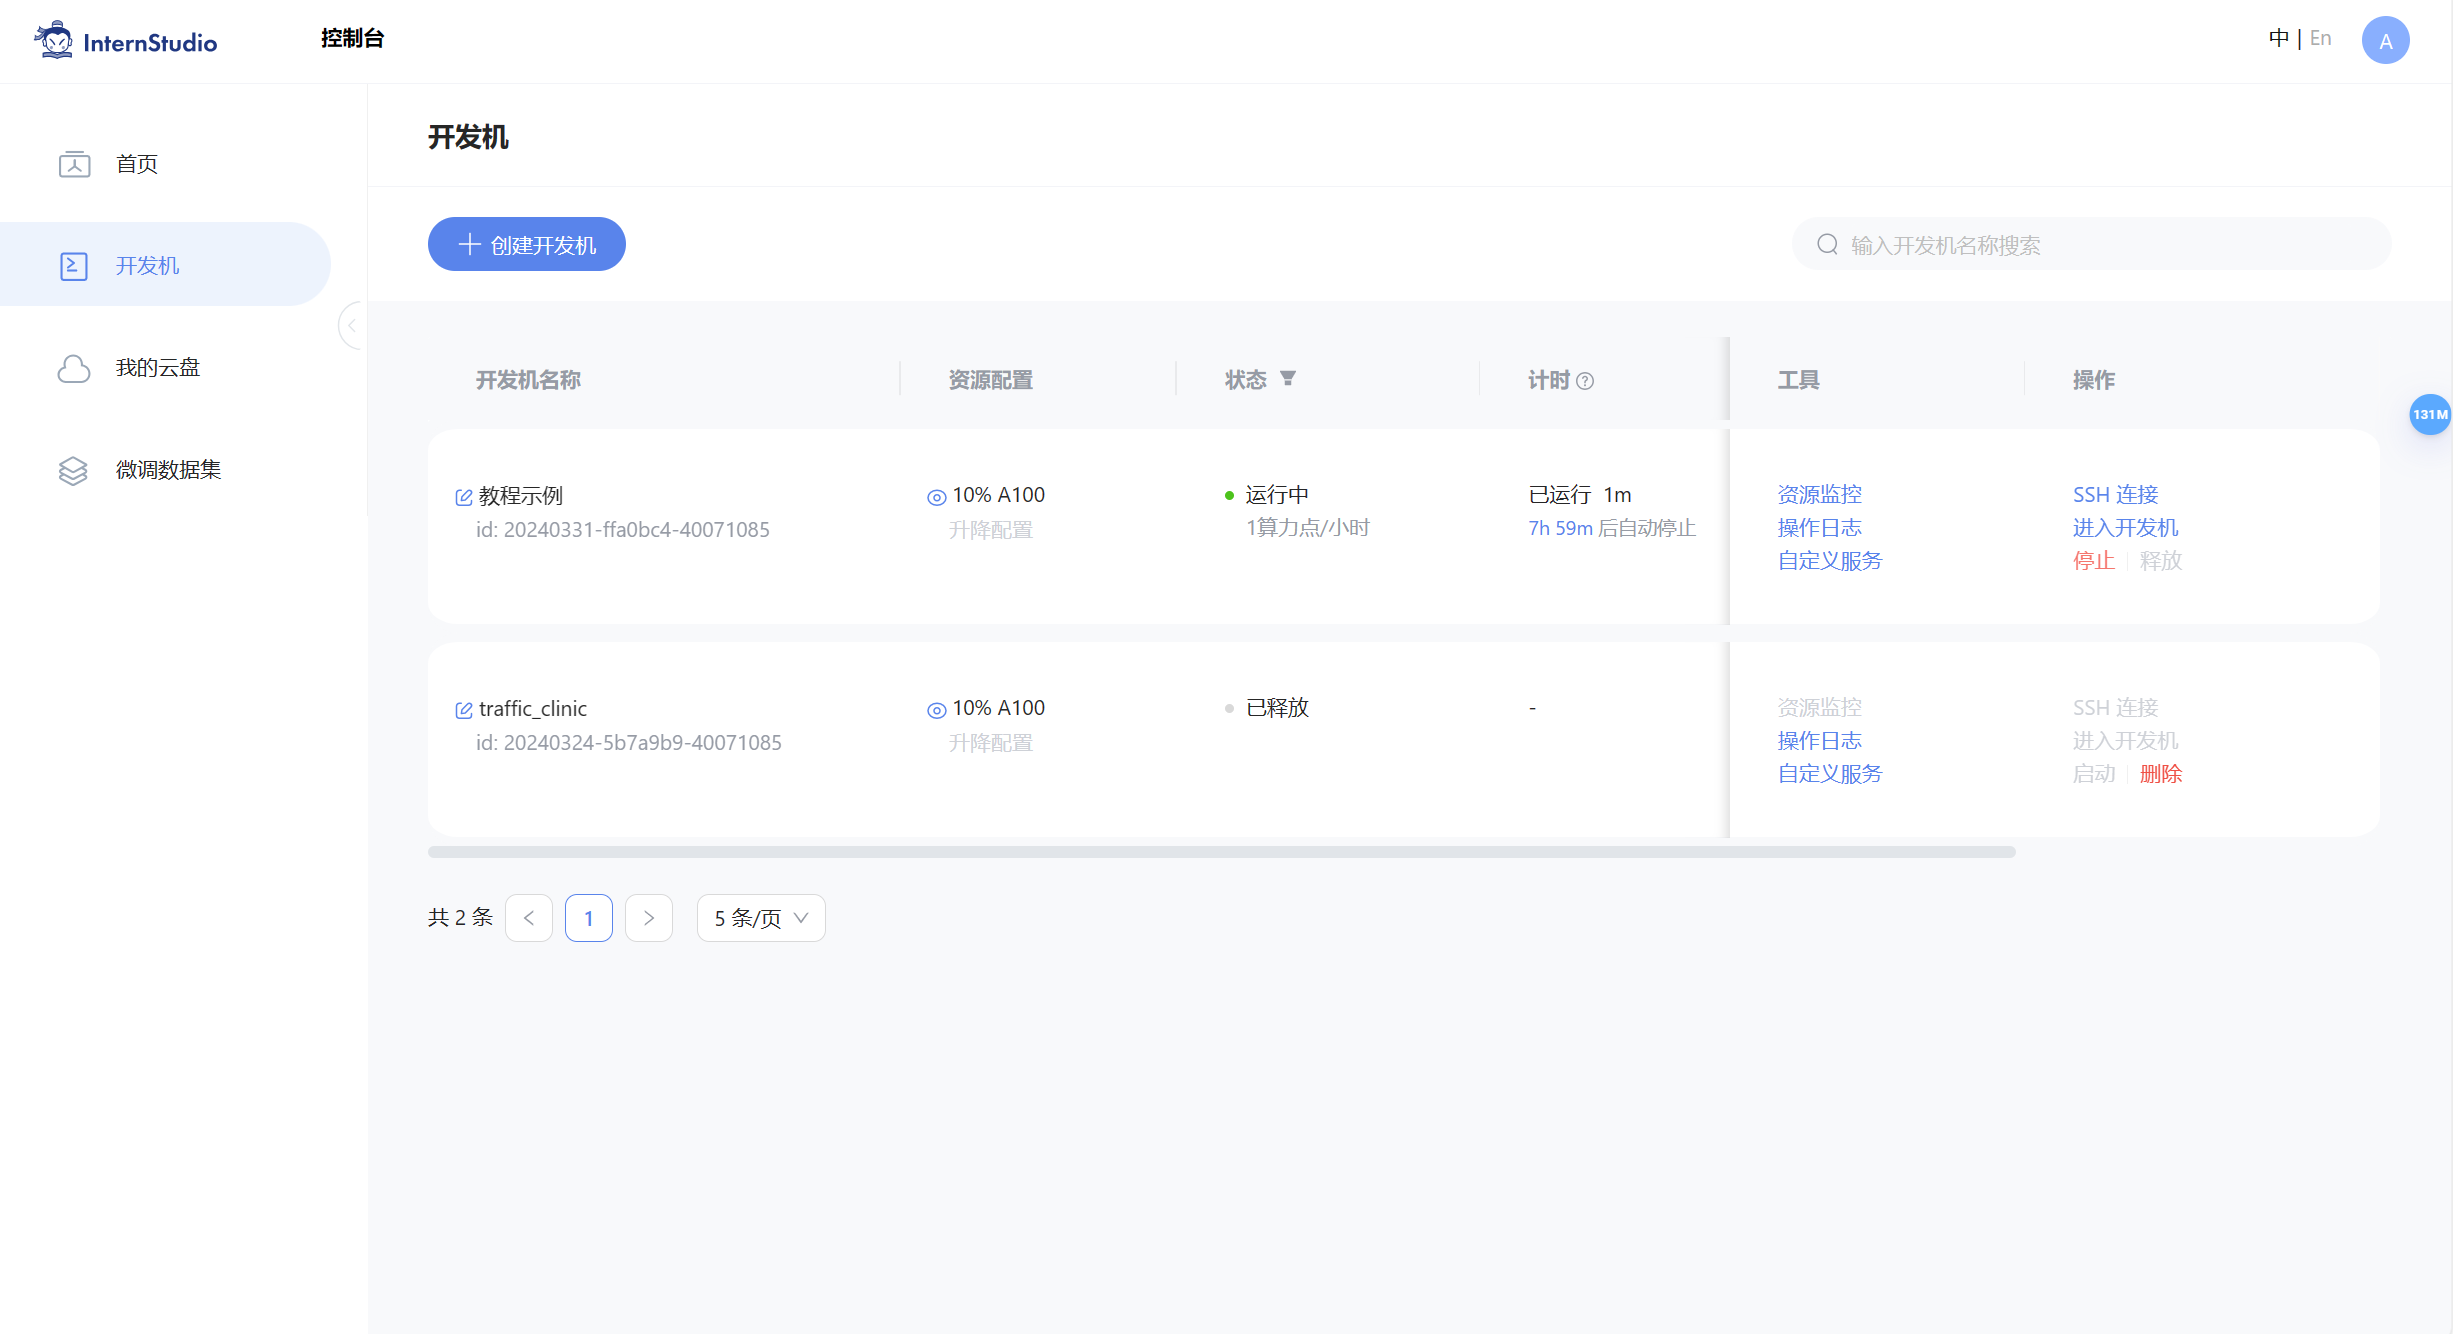 InternStudio
控制台
中 | En
A
首页
开发机
我的云盘
微调数据集
开发机
创建开发机
输入开发机名称搜索
开发机名称 资源配置 状态 计时 工具 操作
131M
教程示例 10% A100 运行中 已运行 1m 资源监控 SSH 连接
id: 20240331-ffa0bc4-40071085 升降配置 1算力点/小时 7h 59m 后自动停止 操作日志 进入开发机
自定义服务 停止 释放
traffic_clinic 10% A100 已释放 - 资源监控 SSH 连接
id: 20240324-5b7a9b9-40071085 升降配置 操作日志 进入开发机
自定义服务 启动 删除
共 2 条 < 1 > 5 条/页